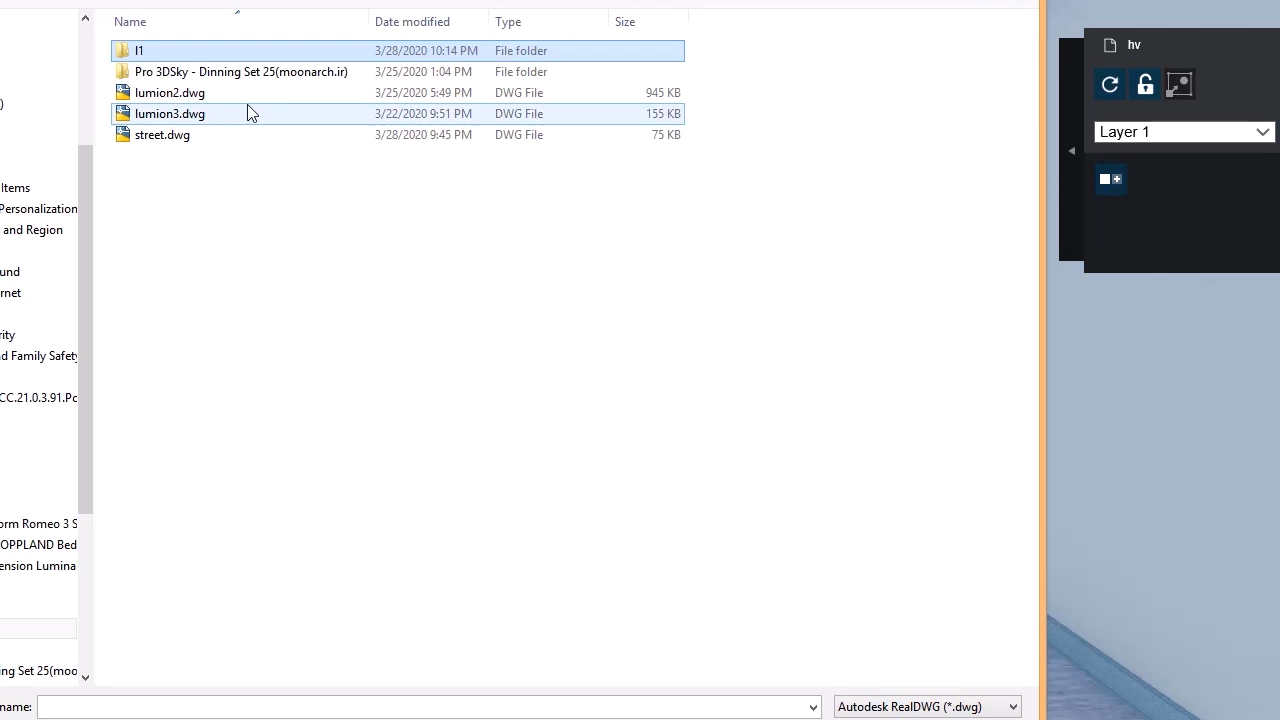 Name Date modified Type Size
l1 3/28/2020 10:14 PM File folder
Pro 3DSky - Dinning Set 25(moonarch.ir) 3/25/2020 1:04 PM File folder
lumion2.dwg 3/25/2020 5:49 PM DWG File 945 KB
lumion3.dwg 3/22/2020 9:51 PM DWG File 155 KB
street.dwg 3/28/2020 9:45 PM DWG File 75 KB
)
Items
Personalization
and Region
und
rnet
rity
nd Family Safety
CC.21.0.3.91.Po
orm Romeo 3 S
OPPLAND Bed
ension Lumina
ing Set 25(moo
name:
Autodesk RealDWG (*.dwg)
hv
Layer 1